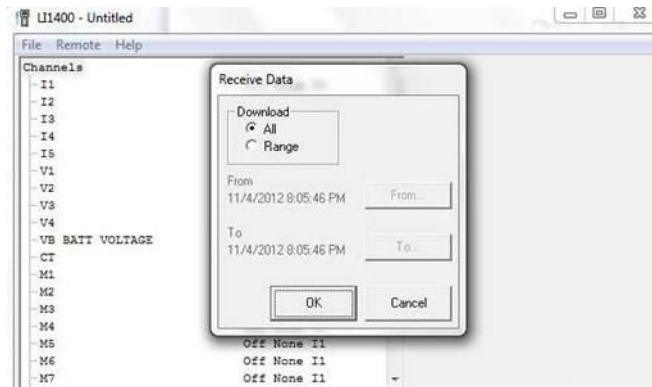 LI1400 - Untitled
File Remote Help
Channels
I1
I2
I3
I4
I5
V1
V2
V3
V4
VB BATT VOLTAGE
CT
M1
M2
M3
M4
M5 Off None I1
M6 Off None I1
M7 Off None I1
Receive Data
Download
All
Range
From
11/4/2012 8:05:46 PM From...
To
11/4/2012 8:05:46 PM To...
OK Cancel